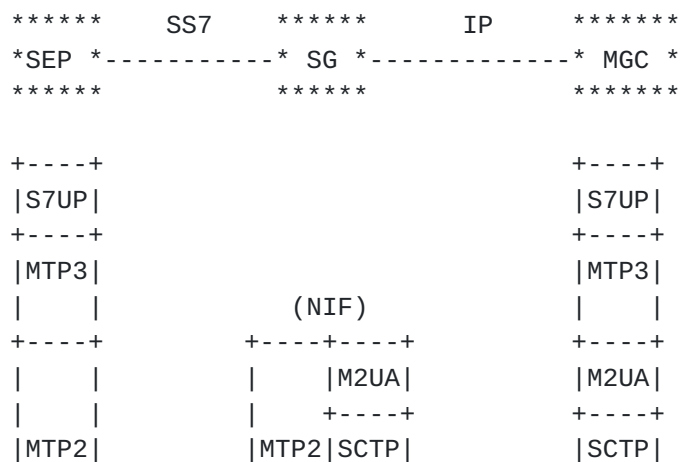 ******    SS7    ******      IP     *******
*SEP *-----------* SG *-------------* MGC *
******           ******             *******

+----+                              +----+
|S7UP|                              |S7UP|
+----+                              +----+
|MTP3|                              |MTP3|
|    |            (NIF)             |    |
+----+         +----+----+          +----+
|    |         |    |M2UA|          |M2UA|
|    |         |    +----+          +----+
|MTP2|         |MTP2|SCTP|          |SCTP|